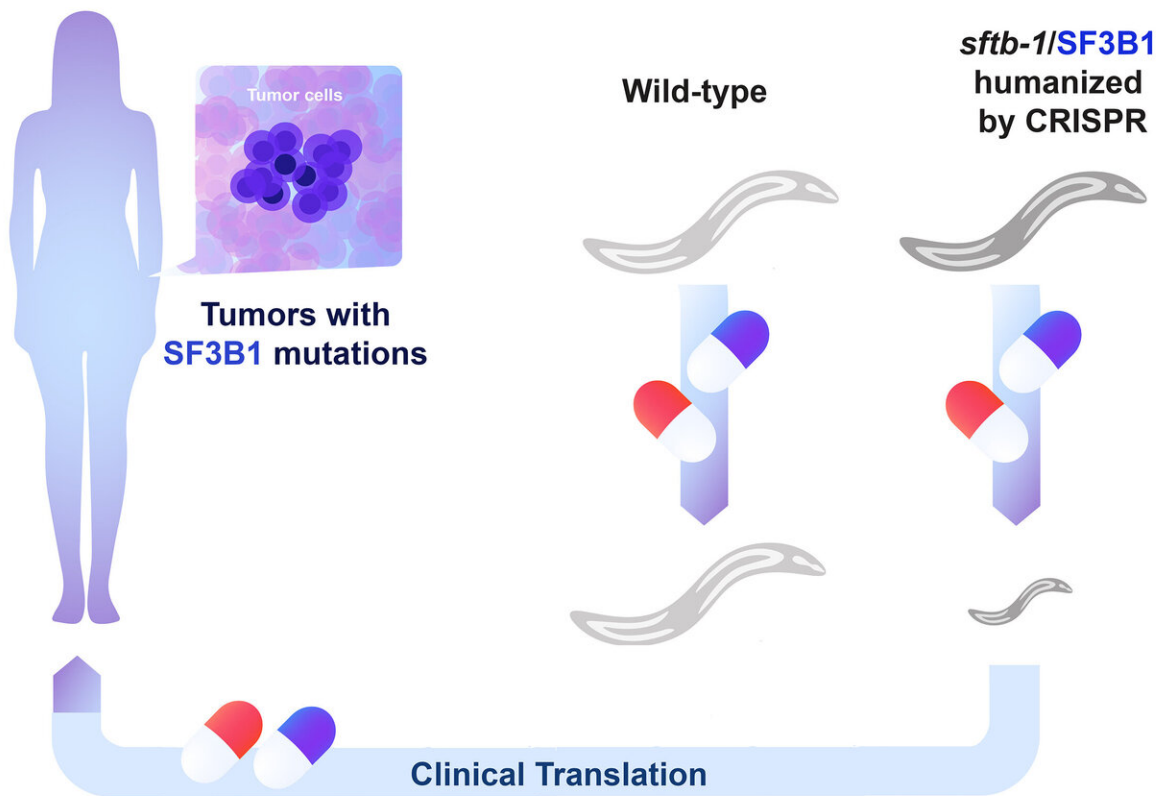 Tumor cells
Tumors with
SF3B1 mutations
Wild-type
sftb-1/SF3B1
humanized
by CRISPR
Clinical Translation